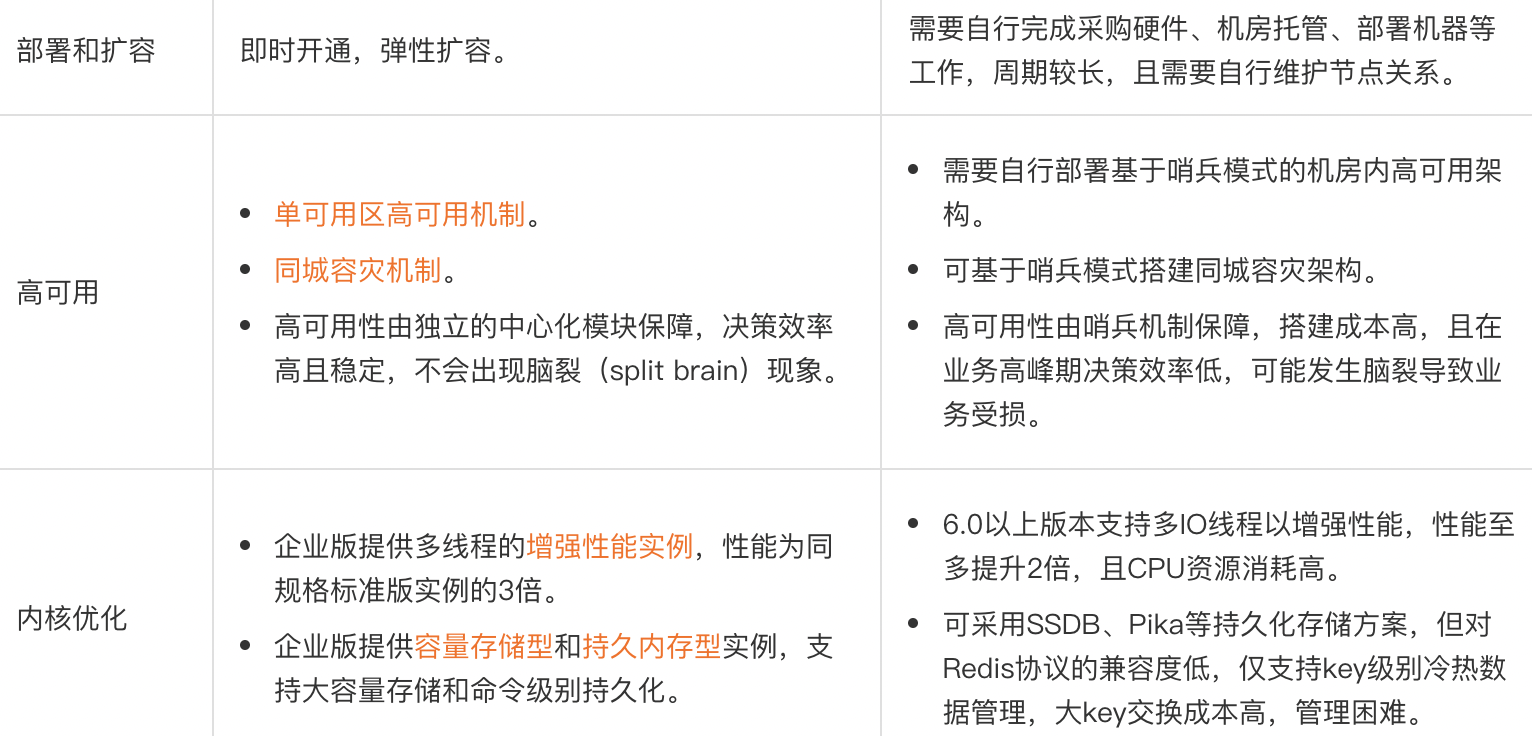 部署和扩容
即时开通，弹性扩容。
需要自行完成采购硬件、机房托管、部署机器等
工作，周期较长，且需要自行维护节点关系。
高可用
单可用区高可用机制。
同城容灾机制。
高可用性由独立的中心化模块保障，决策效率
高且稳定，不会出现脑裂（split brain）现象。
需要自行部署基于哨兵模式的机房内高可用架
构。
可基于哨兵模式搭建同城容灾架构。
高可用性由哨兵机制保障，搭建成本高，且在
业务高峰期决策效率低，可能发生脑裂导致业
务受损。
内核优化
企业版提供多线程的增强性能实例，性能为同
规格标准版实例的3倍。
企业版提供容量存储型和持久内存型实例，支
持大容量存储和命令级别持久化。
6.0以上版本支持多IO线程以增强性能，性能至
多提升2倍，且CPU资源消耗高。
可采用SSDB、Pika等持久化存储方案，但对
Redis协议的兼容度低，仅支持key级别冷热数
据管理，大key交换成本高，管理困难。